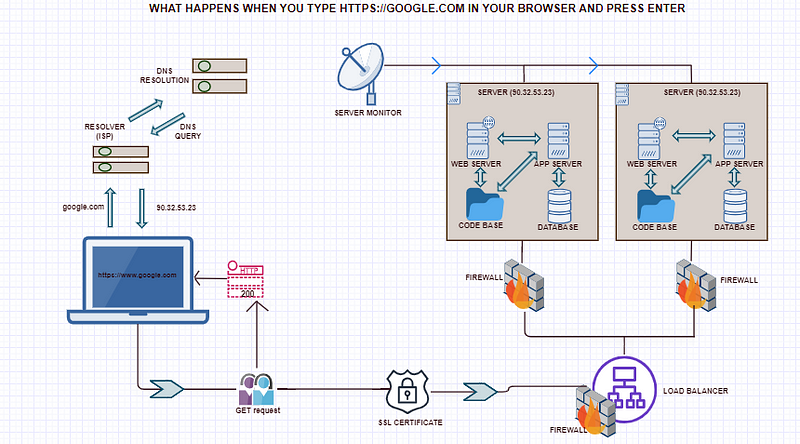 WHAT HAPPENS WHEN YOU TYPE HTTPS://GOOGLE.COM IN YOUR BROWSER AND PRESS ENTER
DNS
RESOLUTION
RESOLVER
(ISP)
DNS
QUERY
google.com
90.32.53.23
https://www.google.com
HTTP
200
GET request
SSL CERTIFICATE
SERVER MONITOR
SERVER (90.32.53.23)
WEB SERVER
APP SERVER
CODE BASE
DATABASE
SERVER (90.32.53.23)
WEB SERVER
APP SERVER
CODE BASE
DATABASE
FIREWALL
FIREWALL
LOAD BALANCER
FIREWALL